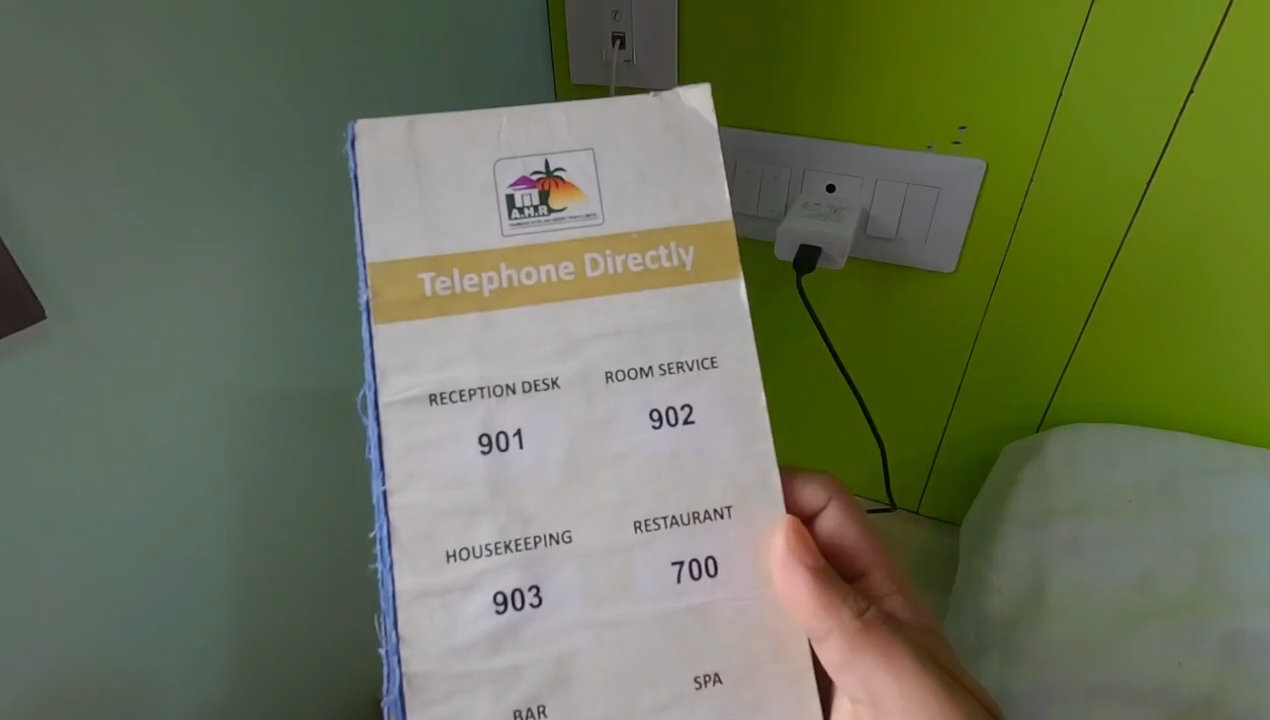 A.H.R
Telephone Directly
RECEPTION DESK
901
ROOM SERVICE
902
HOUSEKEEPING
903
RESTAURANT
700
BAR
SPA